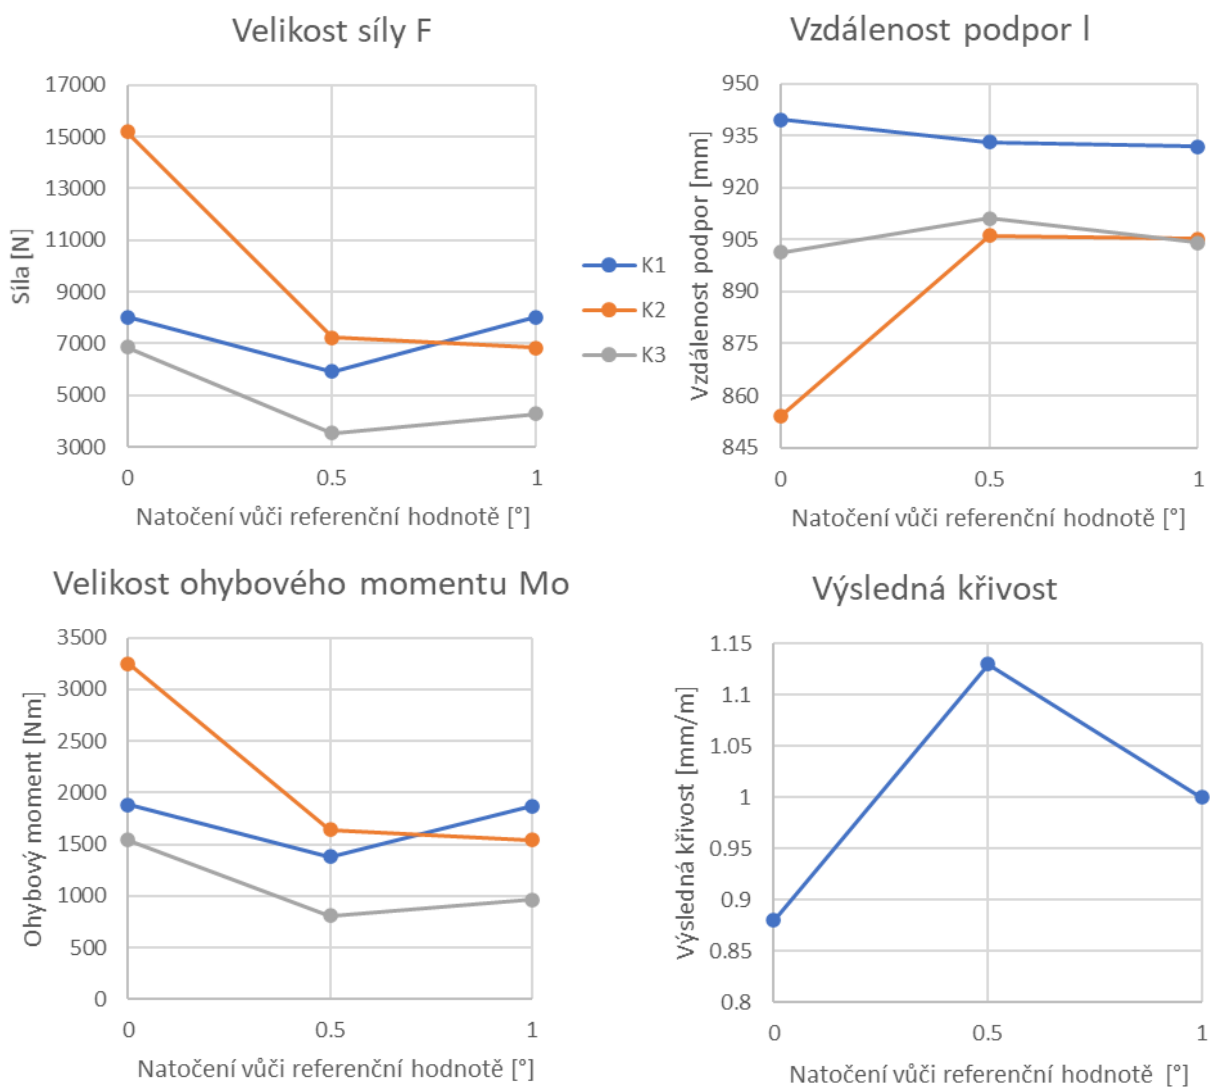 Velikost síly F
17000
15000
13000
11000
9000
7000
5000
3000
Síla [N]
0 0.5 1
Natočení vůči referenční hodnotě [°]
K1
K2
K3
Vzdálenost podpor l
950
935
920
905
890
875
860
845
Vzdálenost podpor [mm]
0 0.5 1
Natočení vůči referenční hodnotě [°]
Velikost ohybového momentu Mo
3500
3000
2500
2000
1500
1000
500
0
Ohybový moment [Nm]
0 0.5 1
Natočení vůči referenční hodnotě [°]
Výsledná křivost
1.15
1.1
1.05
1
0.95
0.9
0.85
0.8
Výsledná křivost [mm/m]
0 0.5 1
Natočení vůči referenční hodnotě [°]